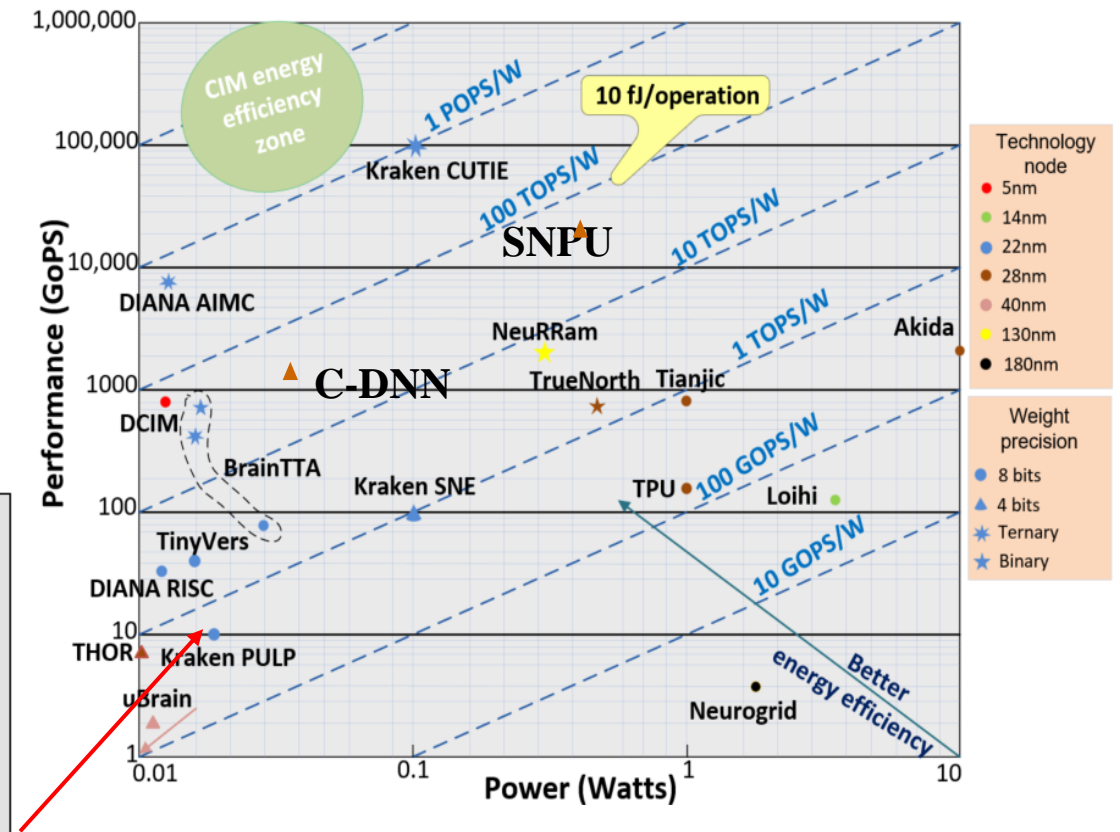 1,000,000
100,000
10,000
1000
100
10
1
Performance (GoPS)
0.01
0.1
1
10
Power (Watts)
CIM energy
efficiency
zone
1 POPS/W
10 fJ/operation
Kraken CUTIE
100 TOPS/W
SNPU
10 TOPS/W
DIANA AIMC
NeuRRam
1 TOPS/W
Akida
C-DNN
TrueNorth
Tianjic
DCIM
BrainTTA
Kraken SNE
100 GOPS/W
TPU
Loihi
TinyVers
DIANA RISC
10 GOPS/W
THOR
Kraken PULP
uBrain
Neurogrid
Better
energy efficiency
Technology
node
5nm
14nm
22nm
28nm
40nm
130nm
180nm
Weight
precision
8 bits
4 bits
Ternary
Binary